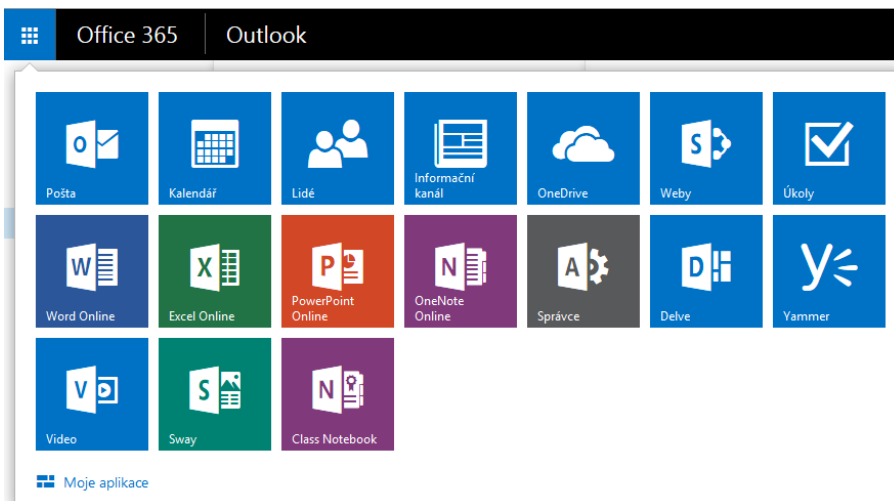 Office 365
Outlook
Pošta
Kalendář
Lidé
Informační
kanál
OneDrive
Weby
Úkoly
Word Online
Excel Online
PowerPoint
Online
OneNote
Online
Správce
Delve
Yammer
Video
Sway
Class Notebook
Moje aplikace